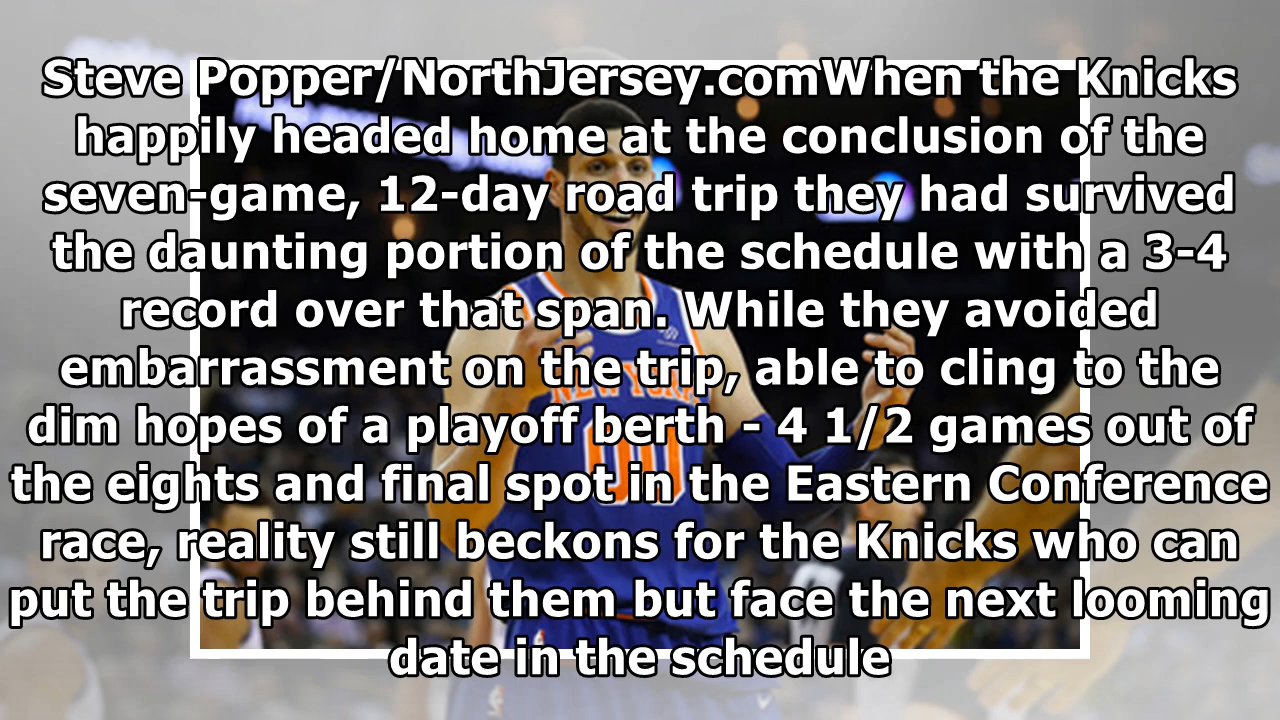 Steve Popper/NorthJersey.comWhen the Knicks
happily headed home at the conclusion of the
seven-game, 12-day road trip they had survived
the daunting portion of the schedule with a 3-4
record over that span. While they avoided
embarrassment on the trip, able to cling to the
dim hopes of a playoff berth - 4 1/2 games out of
the eights and final spot in the Eastern Conference
race, reality still beckons for the Knicks who can
put the trip behind them but face the next looming
date in the schedule
NEW YORK
00